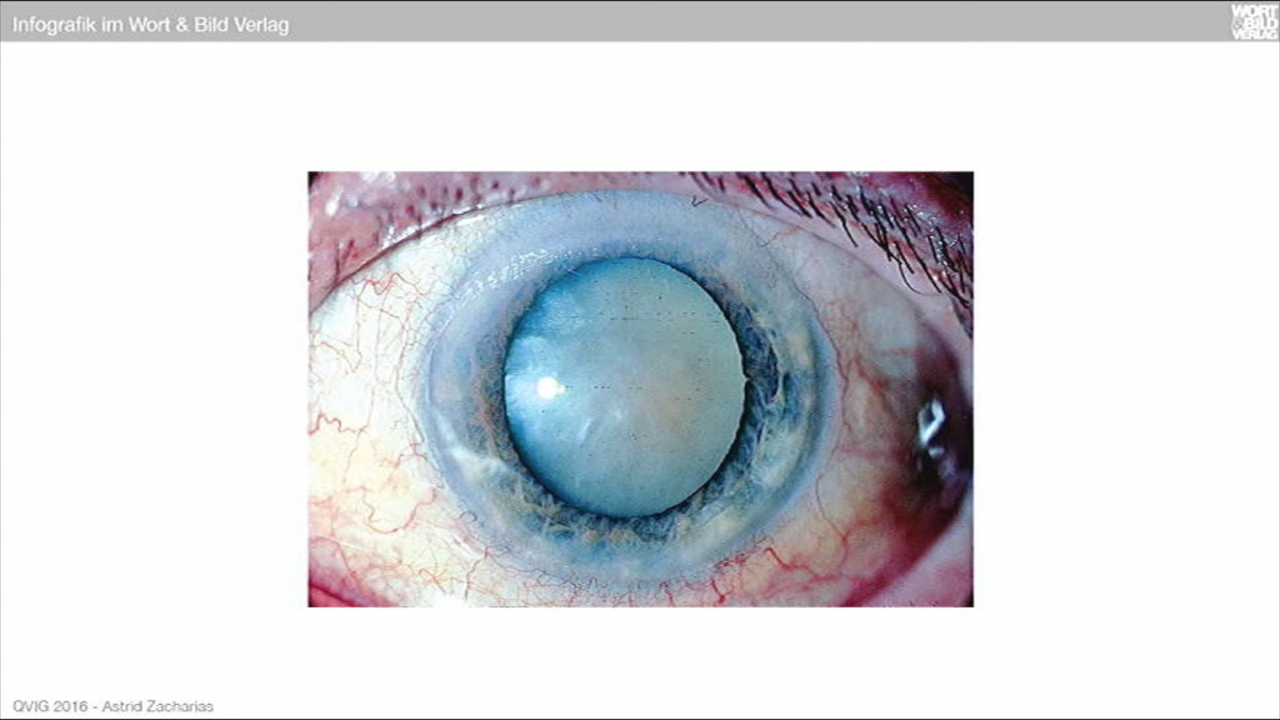 Infografik im Wort & Bild Verlag
WORT
&BILD
VERLAG
QVIG 2016 - Astrid Zacharias